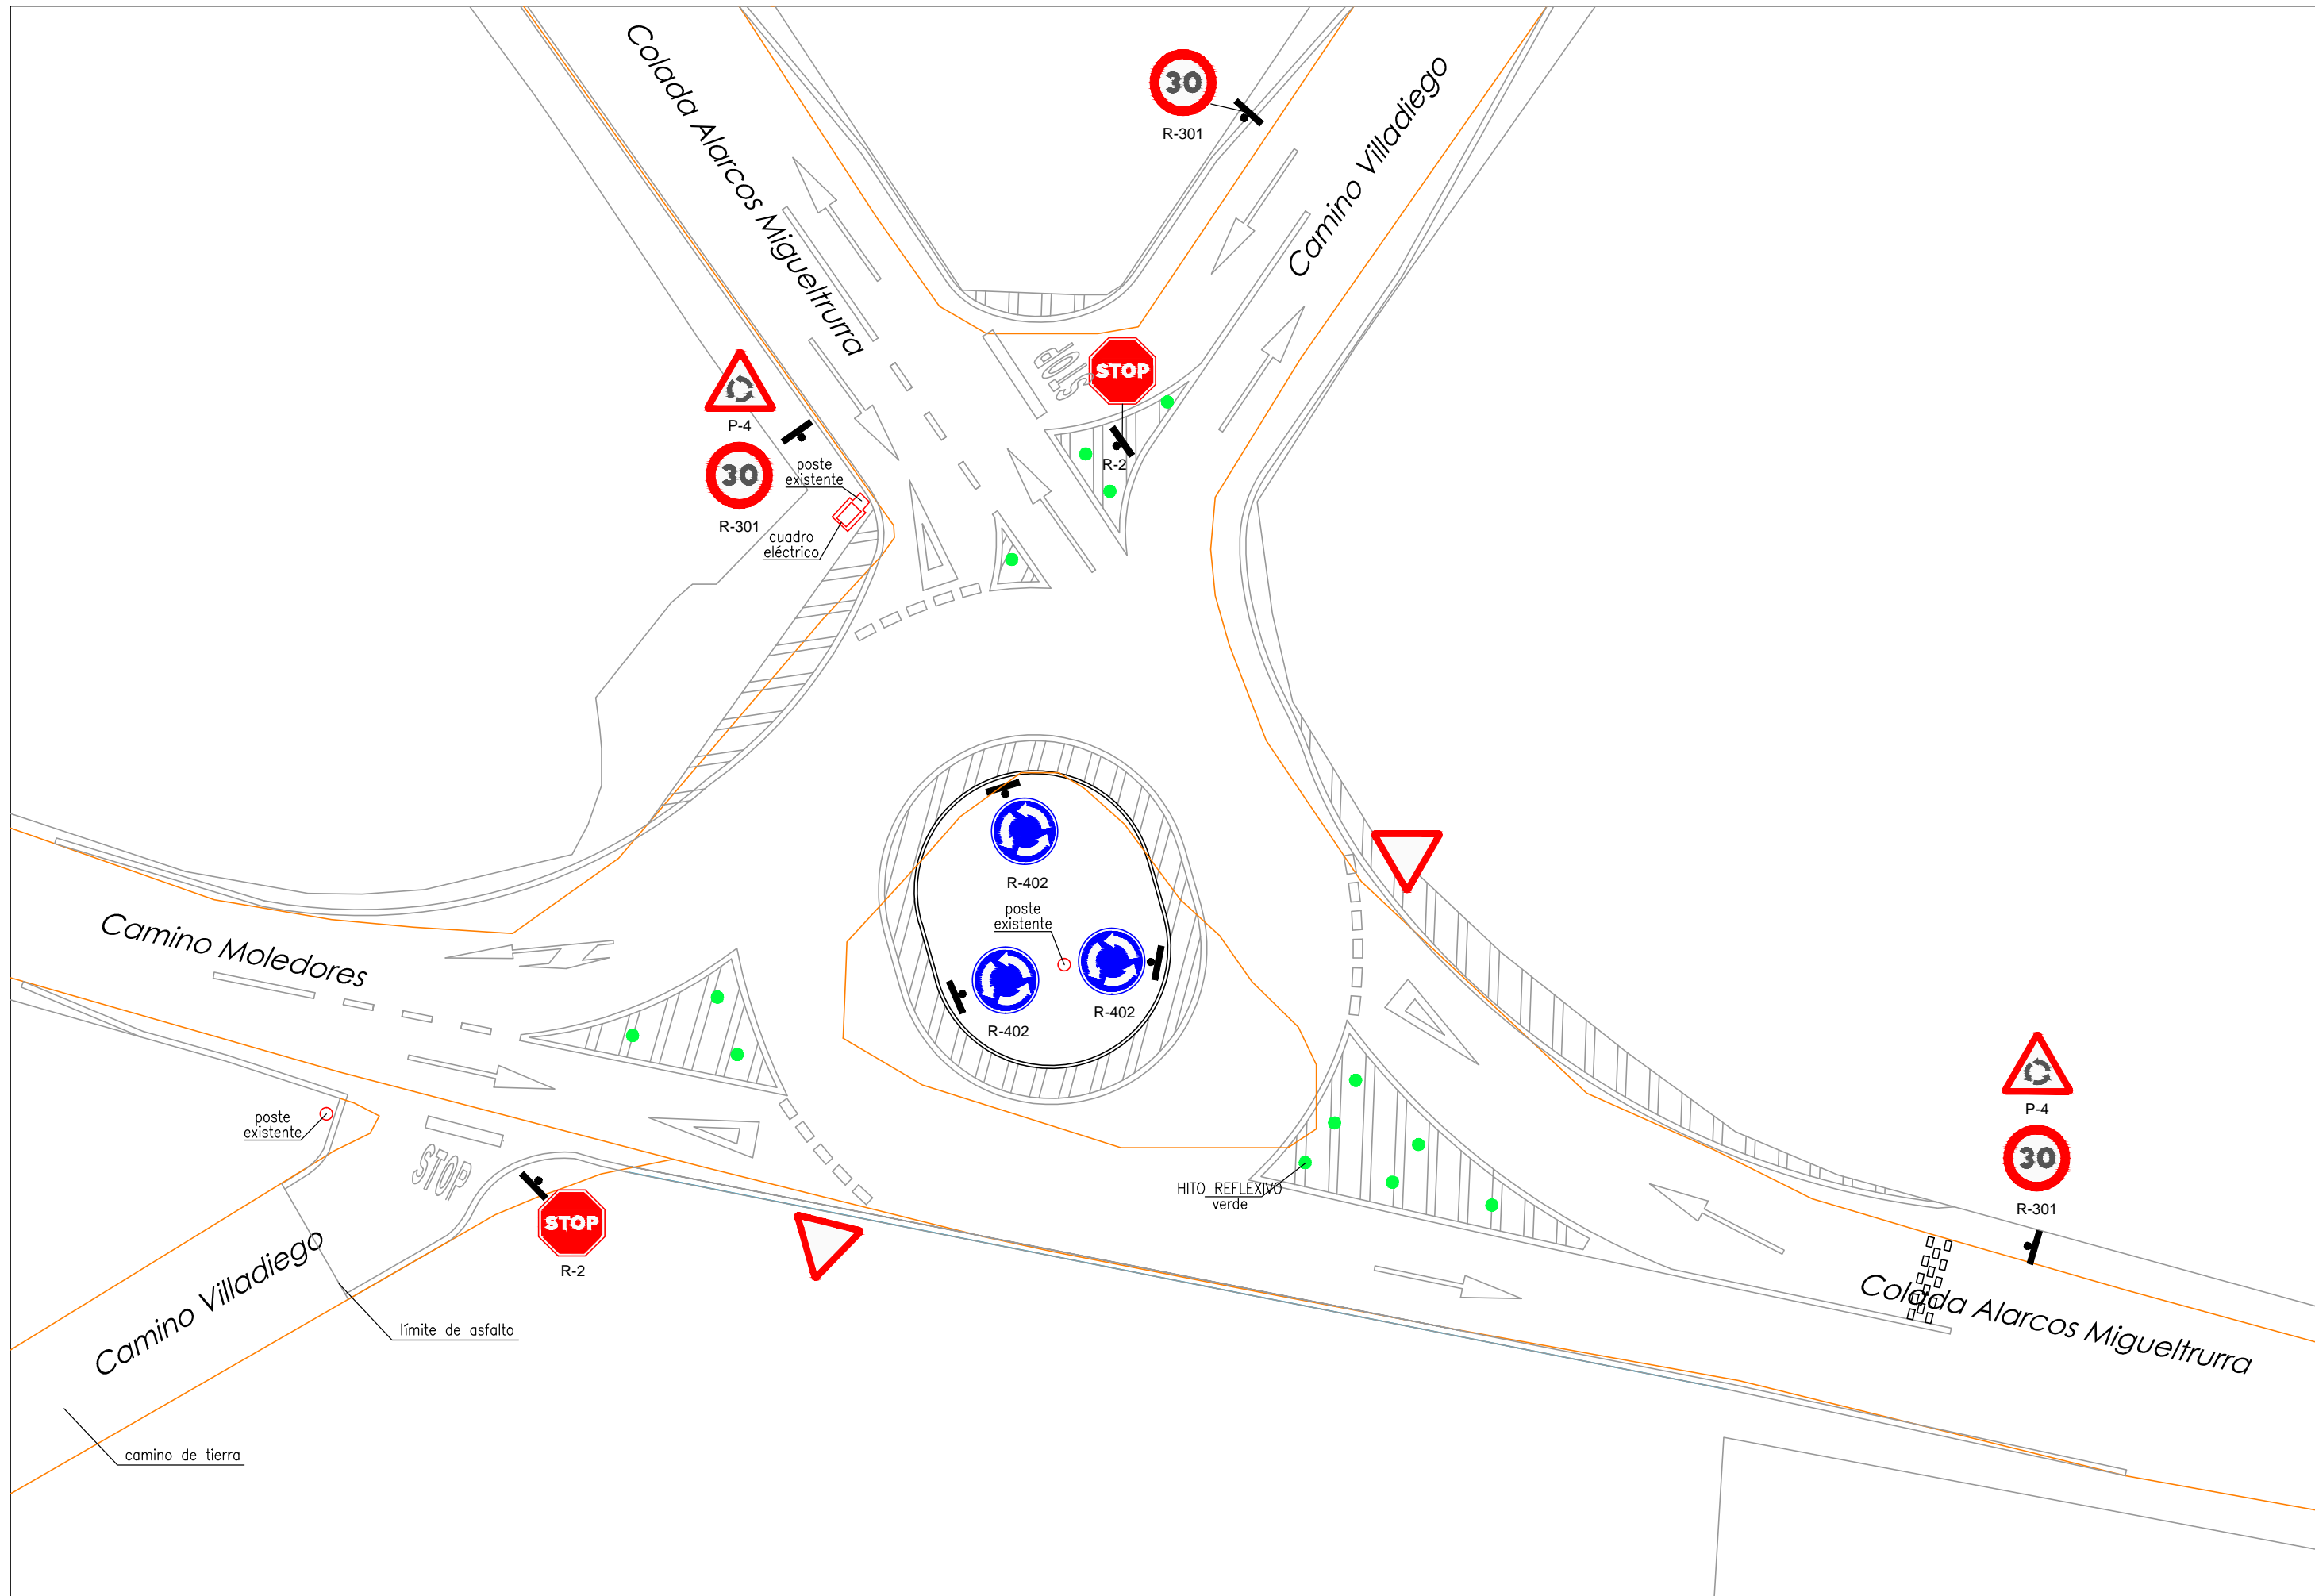 Colada Alarcos Migueltrurra
30
R-301
Camino Villadiego
STOP
STOP
R-2
P-4
30
R-301
poste
existente
cuadro
eléctrico
R-402
poste
existente
R-402
R-402
Camino Moledores
poste
existente
STOP
STOP
R-2
HITO REFLEXIVO
verde
P-4
30
R-301
Colada Alarcos Migueltrurra
Camino Villadiego
límite de asfalto
camino de tierra